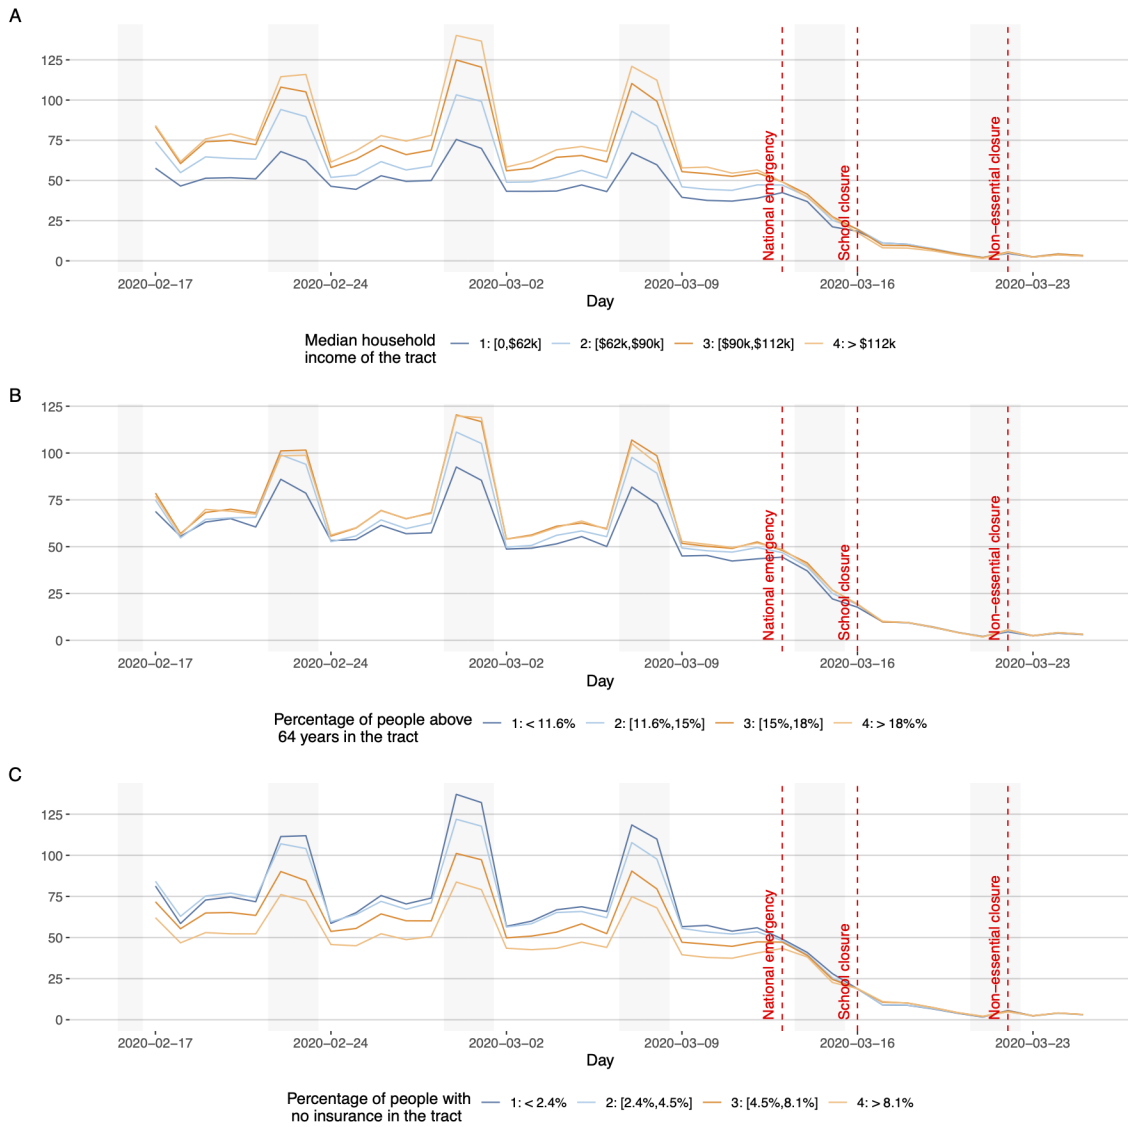 A
125
100
75
50
25
0
National emergency
School closure
Non−essential closure
2020−02−17 2020−02−24 2020−03−02 2020−03−09 2020−03−16 2020−03−23
Day
Median household
income of the tract
1: [0,$62k] 2: [$62k,$90k] 3: [$90k,$112k] 4: > $112k
B
125
100
75
50
25
0
National emergency
School closure
Non−essential closure
2020−02−17 2020−02−24 2020−03−02 2020−03−09 2020−03−16 2020−03−23
Day
Percentage of people above
64 years in the tract
1: < 11.6% 2: [11.6%,15%] 3: [15%,18%] 4: > 18%%
C
125
100
75
50
25
0
National emergency
School closure
Non−essential closure
2020−02−17 2020−02−24 2020−03−02 2020−03−09 2020−03−16 2020−03−23
Day
Percentage of people with
no insurance in the tract
1: < 2.4% 2: [2.4%,4.5%] 3: [4.5%,8.1%] 4: > 8.1%